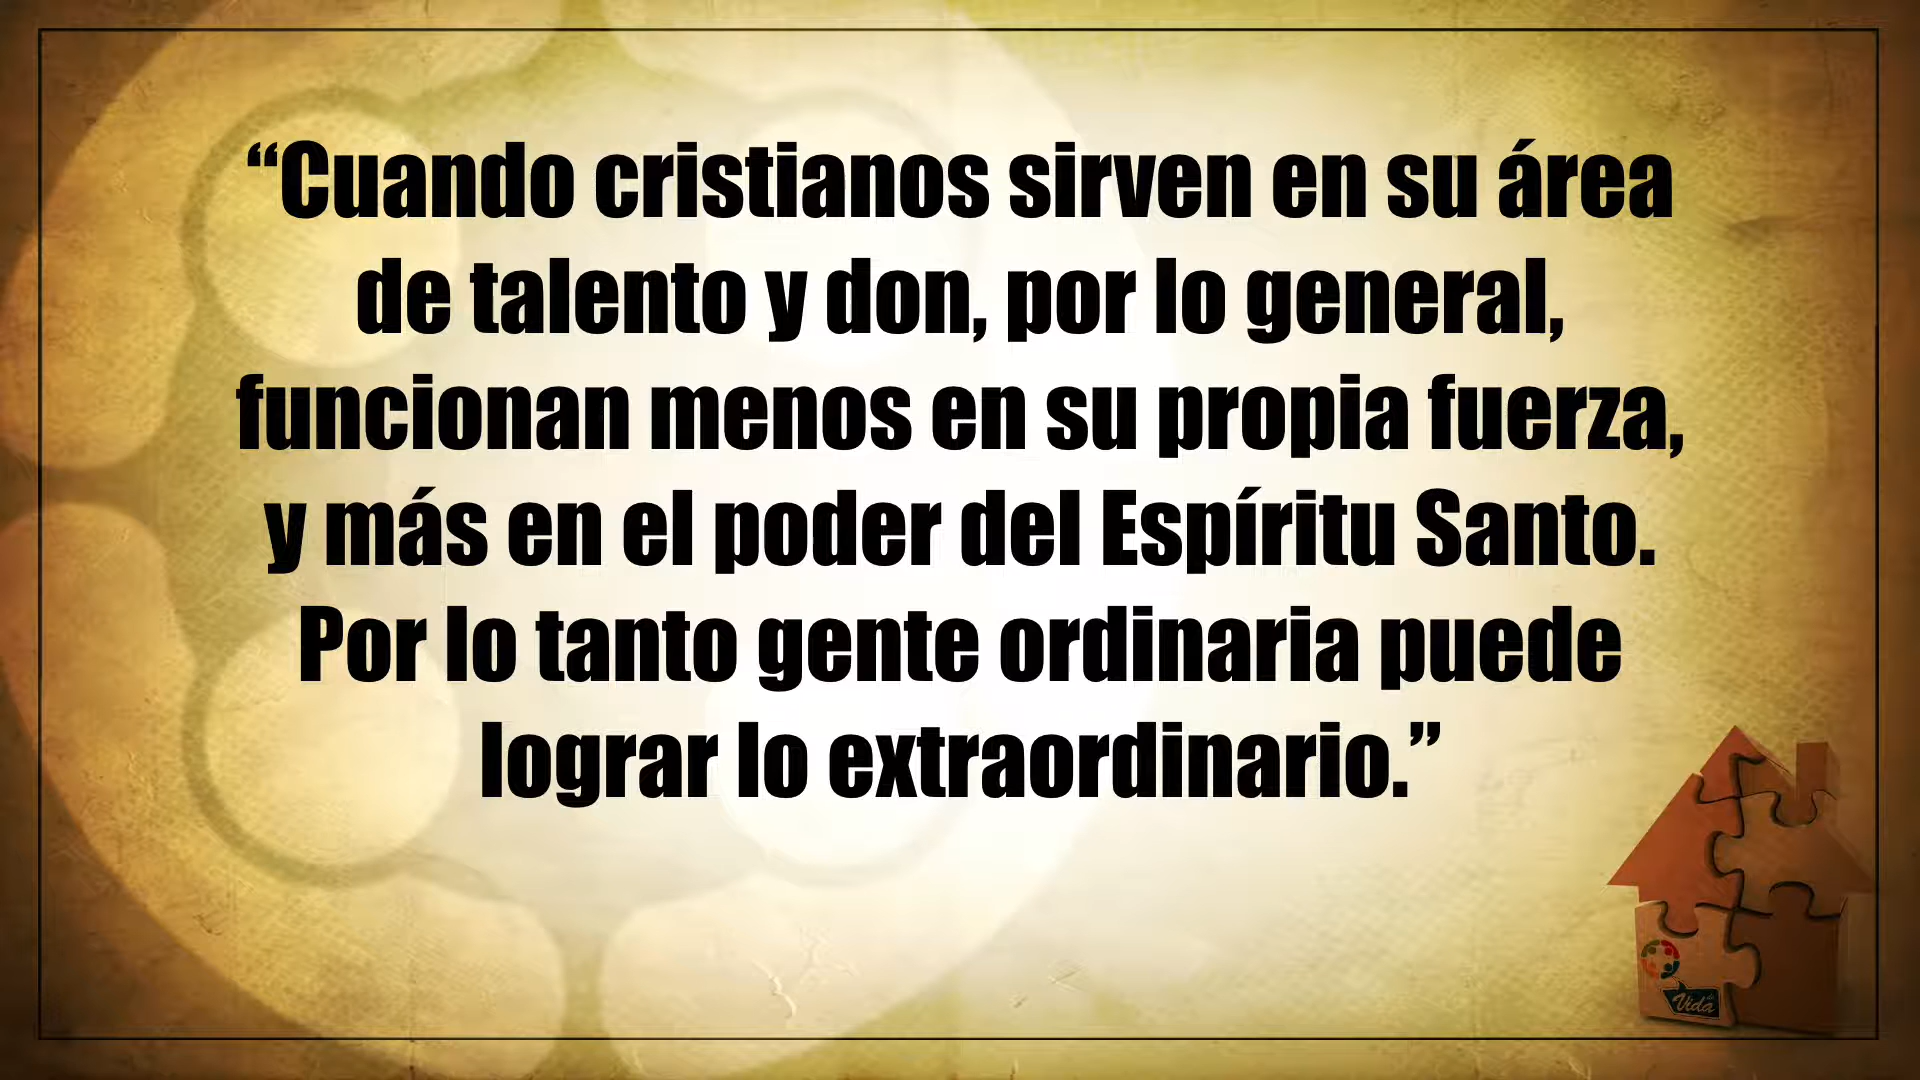 “Cuando cristianos sirven en su área
de talento y don, por lo general,
funcionan menos en su propia fuerza,
y más en el poder del Espíritu Santo.
Por lo tanto gente ordinaria puede
lograr lo extraordinario.”
Vida